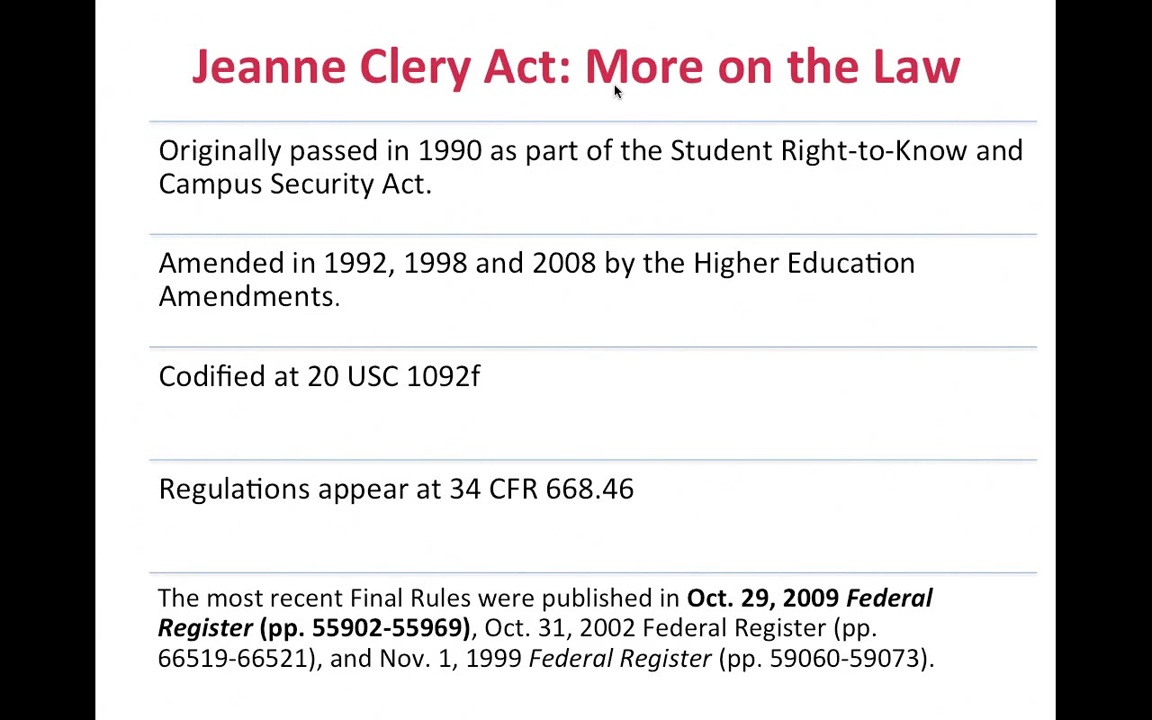 Jeanne Clery Act: More on the Law
Originally passed in 1990 as part of the Student Right-to-Know and
Campus Security Act.
Amended in 1992, 1998 and 2008 by the Higher Education
Amendments.
Codified at 20 USC 1092f
Regulations appear at 34 CFR 668.46
The most recent Final Rules were published in Oct. 29, 2009 Federal
Register (pp. 55902-55969), Oct. 31, 2002 Federal Register (pp.
66519-66521), and Nov. 1, 1999 Federal Register (pp. 59060-59073).